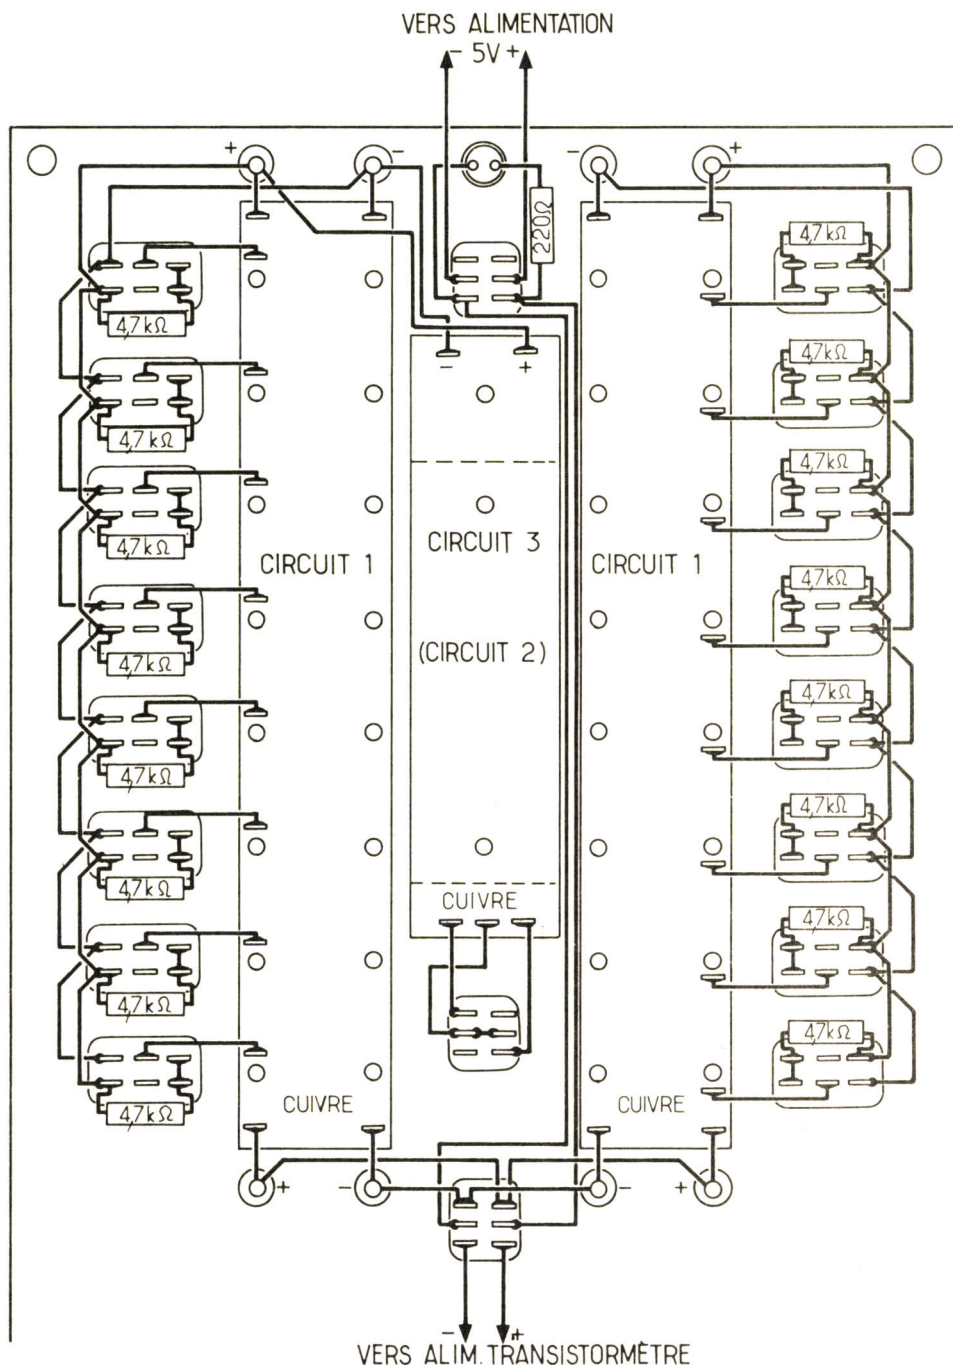 VERS ALIMENTATION
- 5V +
+ - - +
220Ω
4,7kΩ
4,7kΩ
4,7kΩ
4,7kΩ
4,7kΩ
4,7kΩ
4,7kΩ
4,7kΩ
- +
CIRCUIT 1
CIRCUIT 3
(CIRCUIT 2)
CUIVRE
CIRCUIT 1
4,7kΩ
4,7kΩ
4,7kΩ
4,7kΩ
4,7kΩ
4,7kΩ
4,7kΩ
4,7kΩ
CUIVRE
CUIVRE
+ - - +
- +
VERS ALIM. TRANSISTORMÈTRE